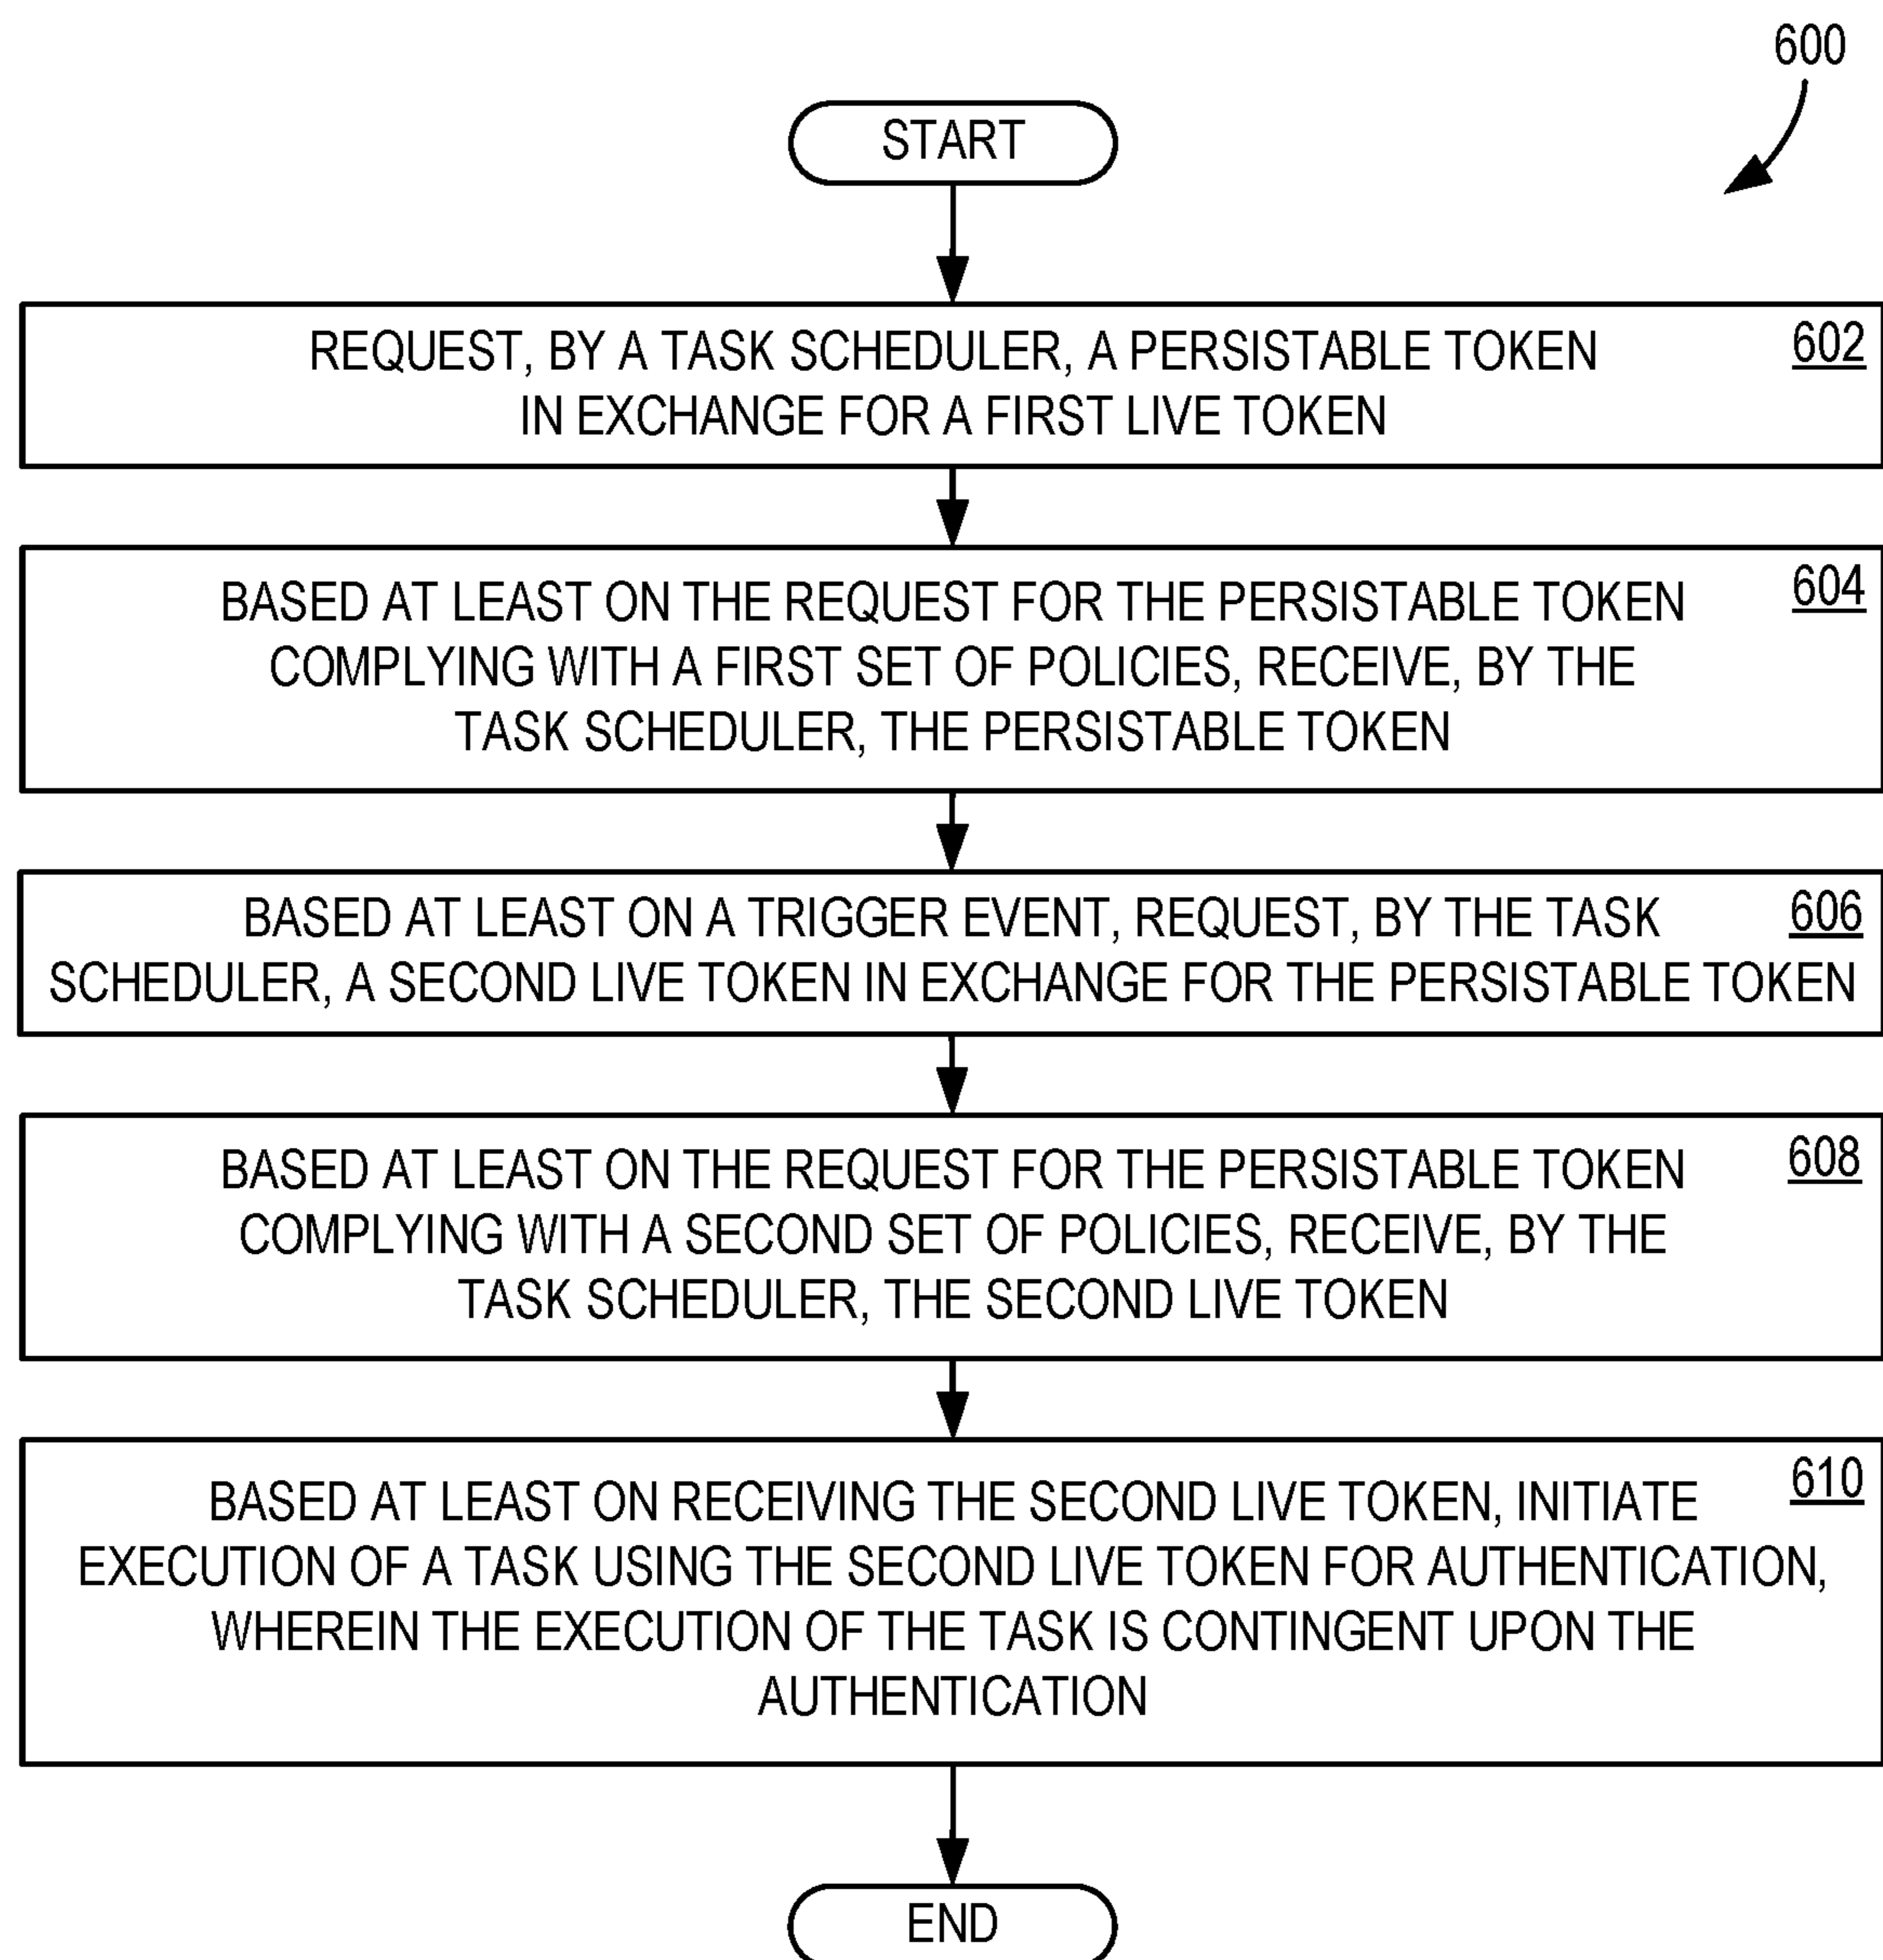 600
START
REQUEST, BY A TASK SCHEDULER, A PERSISTABLE TOKEN
602
IN EXCHANGE FOR A FIRST LIVE TOKEN
BASED AT LEAST ON THE REQUEST FOR THE PERSISTABLE TOKEN
604
COMPLYING WITH A FIRST SET OF POLICIES, RECEIVE, BY THE
TASK SCHEDULER, THE PERSISTABLE TOKEN
BASED AT LEAST ON A TRIGGER EVENT, REQUEST, BY THE TASK
606
SCHEDULER, A SECOND LIVE TOKEN IN EXCHANGE FOR THE PERSISTABLE TOKEN
BASED AT LEAST ON THE REQUEST FOR THE PERSISTABLE TOKEN
608
COMPLYING WITH A SECOND SET OF POLICIES, RECEIVE, BY THE
TASK SCHEDULER, THE SECOND LIVE TOKEN
BASED AT LEAST ON RECEIVING THE SECOND LIVE TOKEN, INITIATE
610
EXECUTION OF A TASK USING THE SECOND LIVE TOKEN FOR AUTHENTICATION,
WHEREIN THE EXECUTION OF THE TASK IS CONTINGENT UPON THE
AUTHENTICATION
END